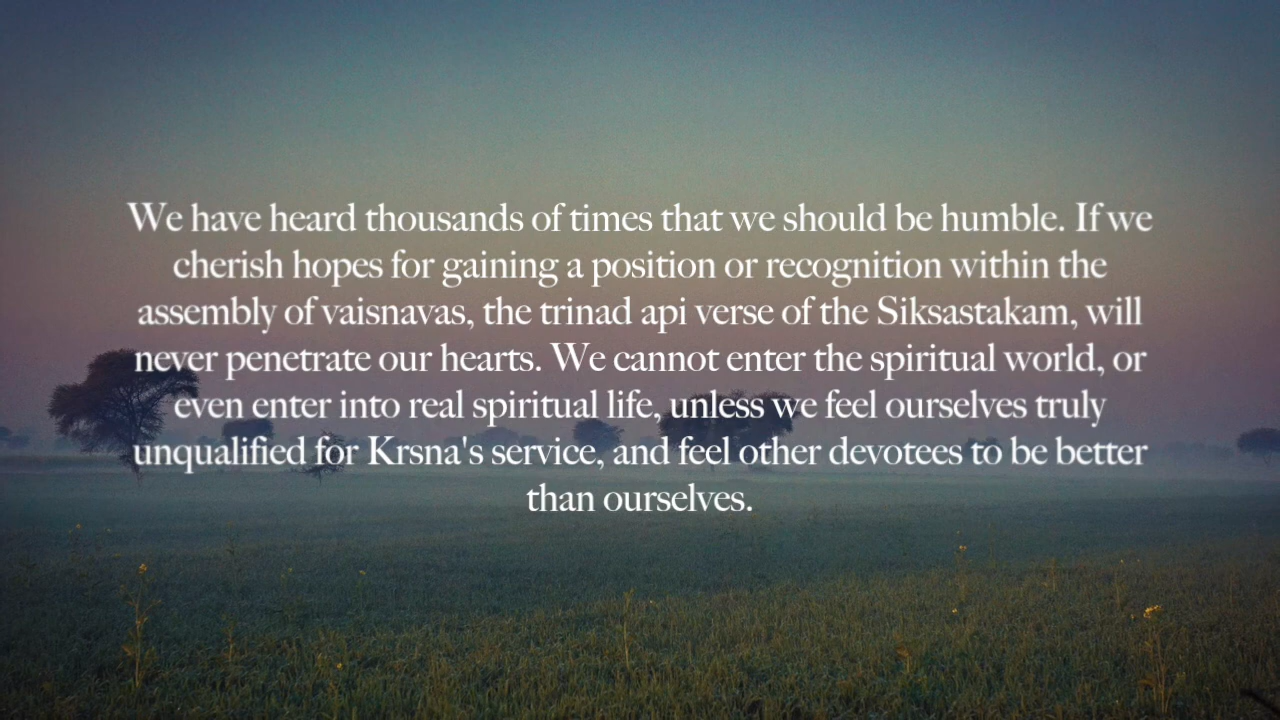 We have heard thousands of times that we should be humble. If we
cherish hopes for gaining a position or recognition within the
assembly of vaisnavas, the trinad api verse of the Siksastakam, will
never penetrate our hearts. We cannot enter the spiritual world, or
even enter into real spiritual life, unless we feel ourselves truly
unqualified for Krsna's service, and feel other devotees to be better
than ourselves.